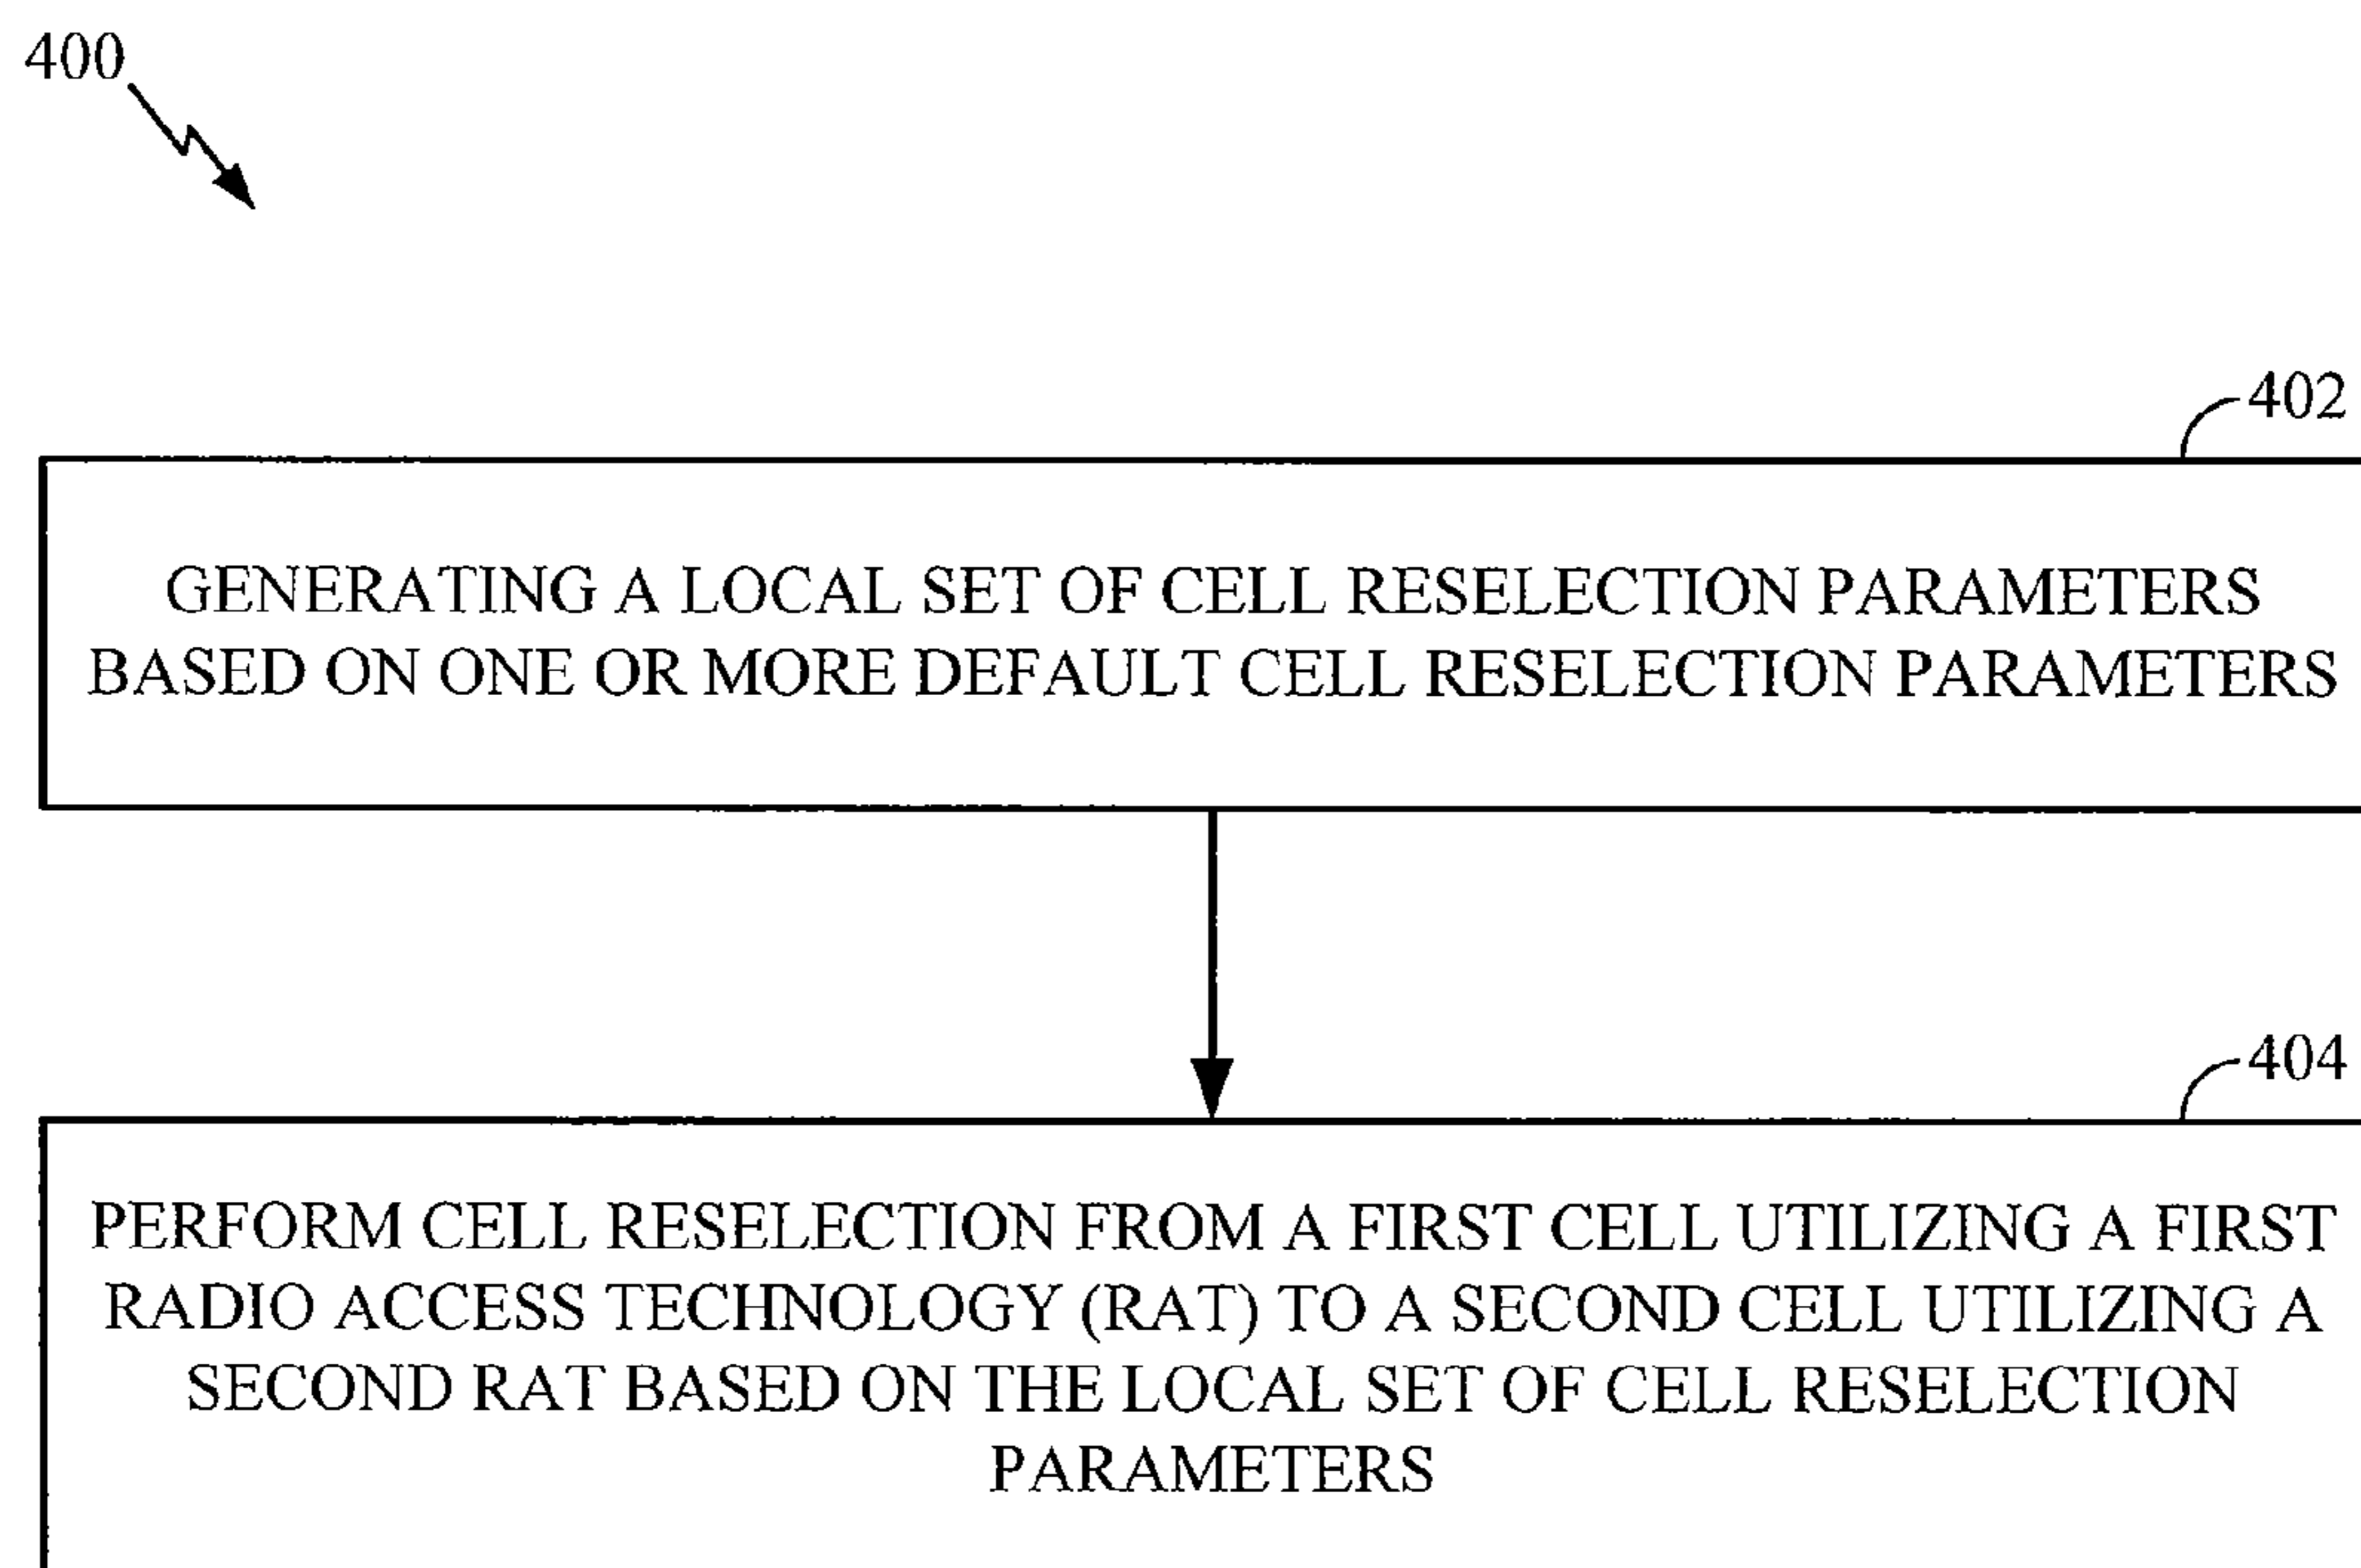 400
402
GENERATING A LOCAL SET OF CELL RESELECTION PARAMETERS
BASED ON ONE OR MORE DEFAULT CELL RESELECTION PARAMETERS
404
PERFORM CELL RESELECTION FROM A FIRST CELL UTILIZING A FIRST
RADIO ACCESS TECHNOLOGY (RAT) TO A SECOND CELL UTILIZING A
SECOND RAT BASED ON THE LOCAL SET OF CELL RESELECTION
PARAMETERS